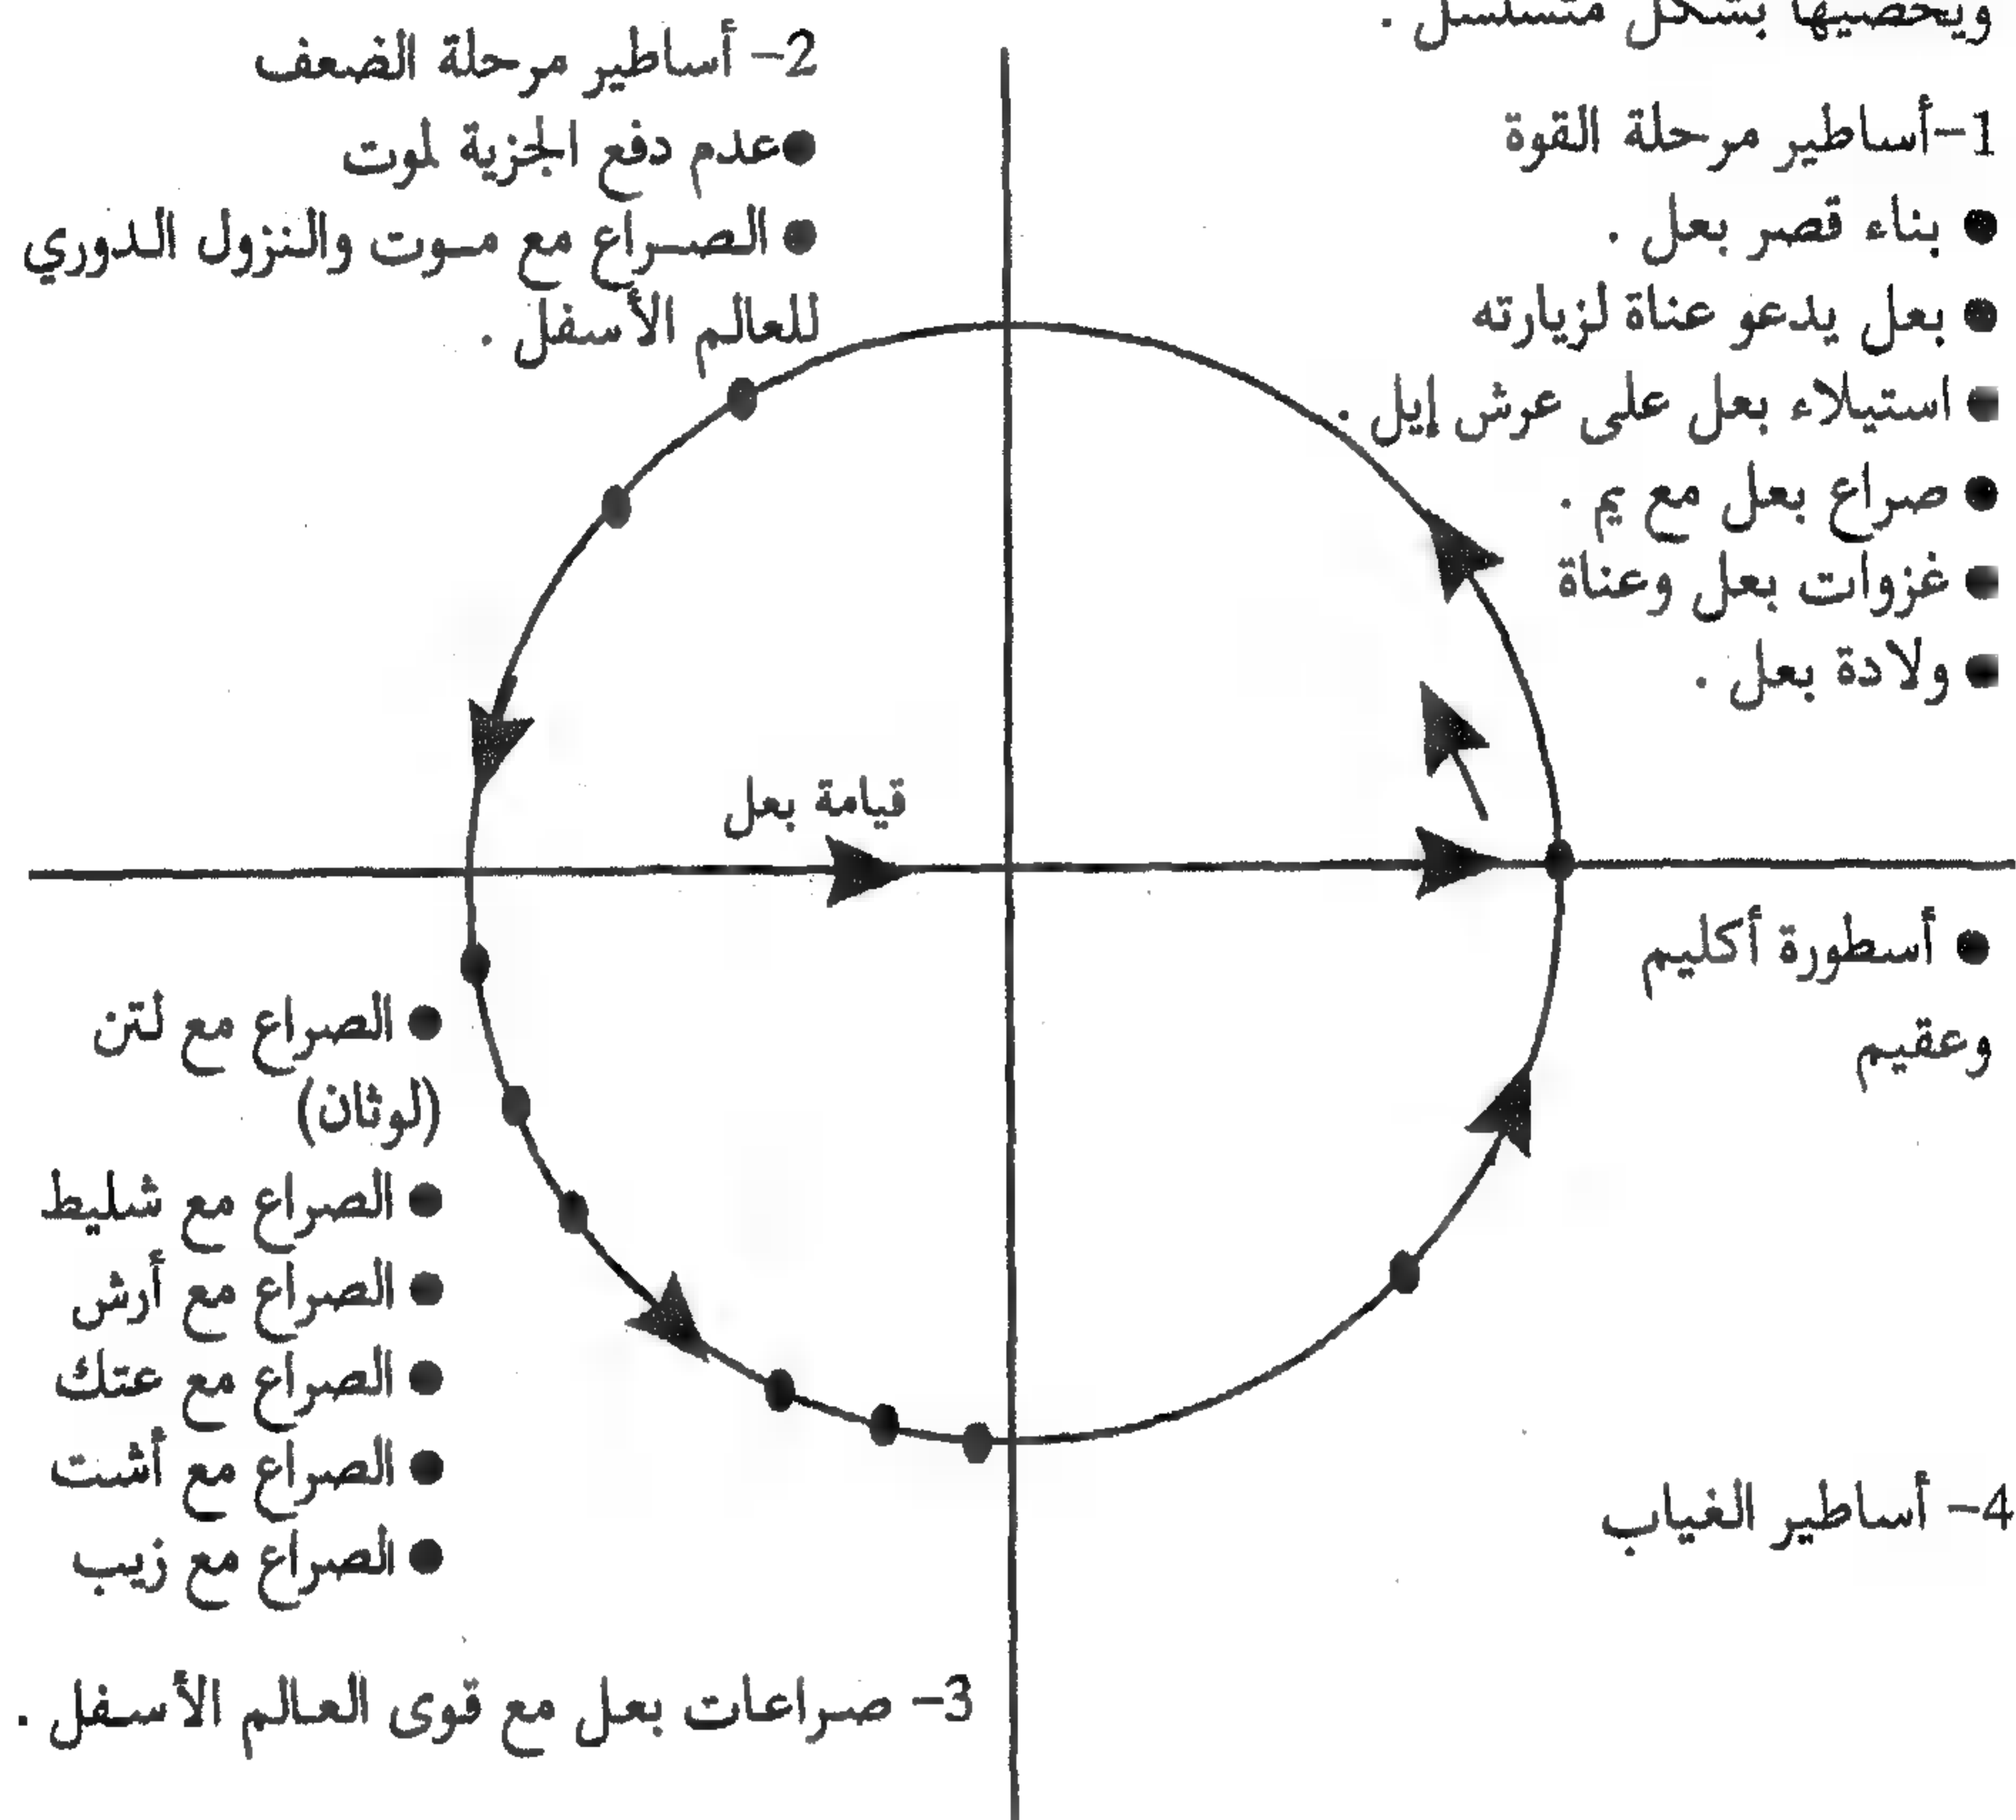 ويحصيها بشكل متسلسل .
1- أساطير مرحلة القوة
● بناء قصر بعل .
● بعل يدعو عناة لزيارته
● استيلاء بعل على عرش إيل .
● صراع بعل مع يم .
● غزوات بعل وعناة
● ولادة بعل .
2- أساطير مرحلة الضعف
● عدم دفع الجزية لموت
● الصراع مع موت والنزول الدوري
للعالم الأسفل .
قيامة بعل
● الصراع مع لتن
(لوثان)
● الصراع مع شليط
● الصراع مع أرش
● الصراع مع عتك
● الصراع مع أشت
● الصراع مع زيب
3- صراعات بعل مع قوى العالم الأسفل .
● أسطورة أكليم
وعقيم
4- أساطير الغياب